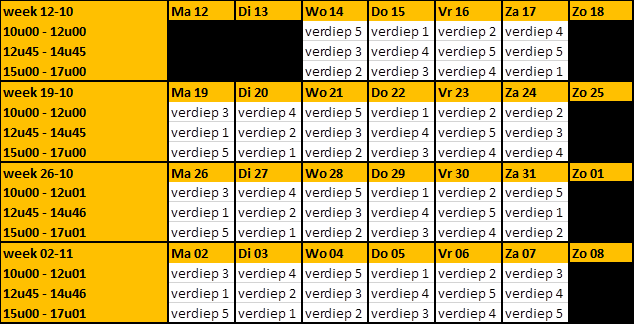 week 12-10 Ma 12 Di 13 Wo 14 Do 15 Vr 16 Za 17 Zo 18
10u00 - 12u00 verdiep 5 verdiep 1 verdiep 2 verdiep 4
12u45 - 14u45 verdiep 3 verdiep 4 verdiep 5 verdiep 5
15u00 - 17u00 verdiep 2 verdiep 3 verdiep 4 verdiep 1
week 19-10 Ma 19 Di 20 Wo 21 Do 22 Vr 23 Za 24 Zo 25
10u00 - 12u00 verdiep 3 verdiep 4 verdiep 5 verdiep 1 verdiep 2 verdiep 2
12u45 - 14u45 verdiep 1 verdiep 2 verdiep 3 verdiep 4 verdiep 5 verdiep 3
15u00 - 17u00 verdiep 5 verdiep 1 verdiep 2 verdiep 3 verdiep 4 verdiep 4
week 26-10 Ma 26 Di 27 Wo 28 Do 29 Vr 30 Za 31 Zo 01
10u00 - 12u01 verdiep 3 verdiep 4 verdiep 5 verdiep 1 verdiep 2 verdiep 5
12u45 - 14u46 verdiep 1 verdiep 2 verdiep 3 verdiep 4 verdiep 5 verdiep 1
15u00 - 17u01 verdiep 5 verdiep 1 verdiep 2 verdiep 3 verdiep 4 verdiep 2
week 02-11 Ma 02 Di 03 Wo 04 Do 05 Vr 06 Za 07 Zo 08
10u00 - 12u01 verdiep 3 verdiep 4 verdiep 5 verdiep 1 verdiep 2 verdiep 3
12u45 - 14u46 verdiep 1 verdiep 2 verdiep 3 verdiep 4 verdiep 5 verdiep 4
15u00 - 17u01 verdiep 5 verdiep 1 verdiep 2 verdiep 3 verdiep 4 verdiep 5